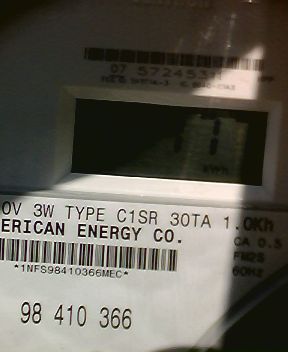 07 572453
kWh
0V 3W TYPE C1SR 30TA 1.0Kh
ERICAN ENERGY CO.
CA 0.5
FM2S
60HZ
*1NFS98410366MEC*
98 410 366